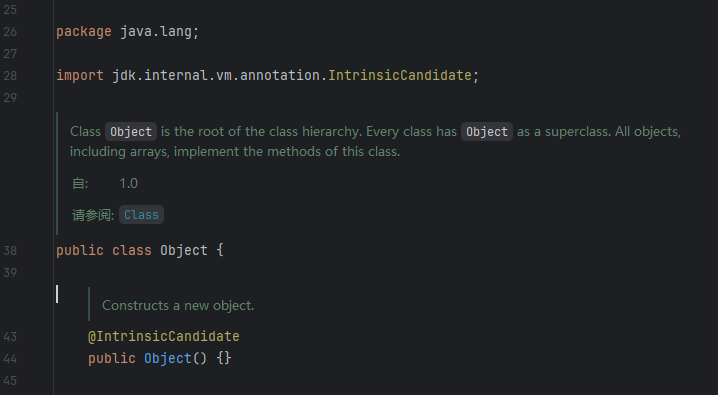 25
26 package java.lang;
27
28 import jdk.internal.vm.annotation.IntrinsicCandidate;
29
Class Object is the root of the class hierarchy. Every class has Object as a superclass. All objects,
including arrays, implement the methods of this class.
自: 1.0
请参阅: Class
38 public class Object {
39
Constructs a new object.
43 @IntrinsicCandidate
44 public Object() {}
45